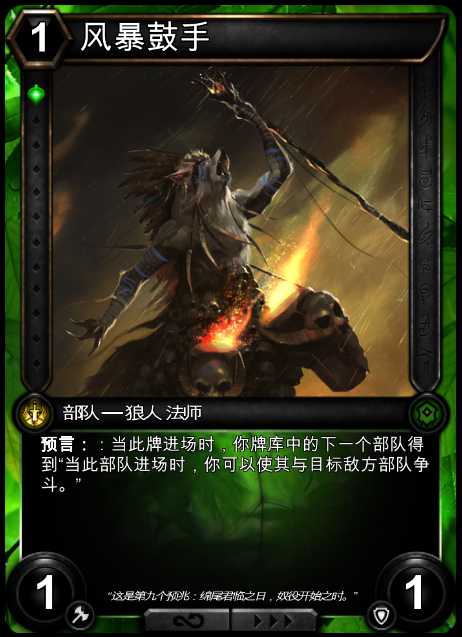 1
风暴鼓手
部队 — 狼人 法师
预言：：当此牌进场时，你牌库中的下一个部队得
到“当此部队进场时，你可以使其与目标敌方部队争
斗。”
1
“这是第九个预兆：绵尾君临之日，奴役开始之时。”
1